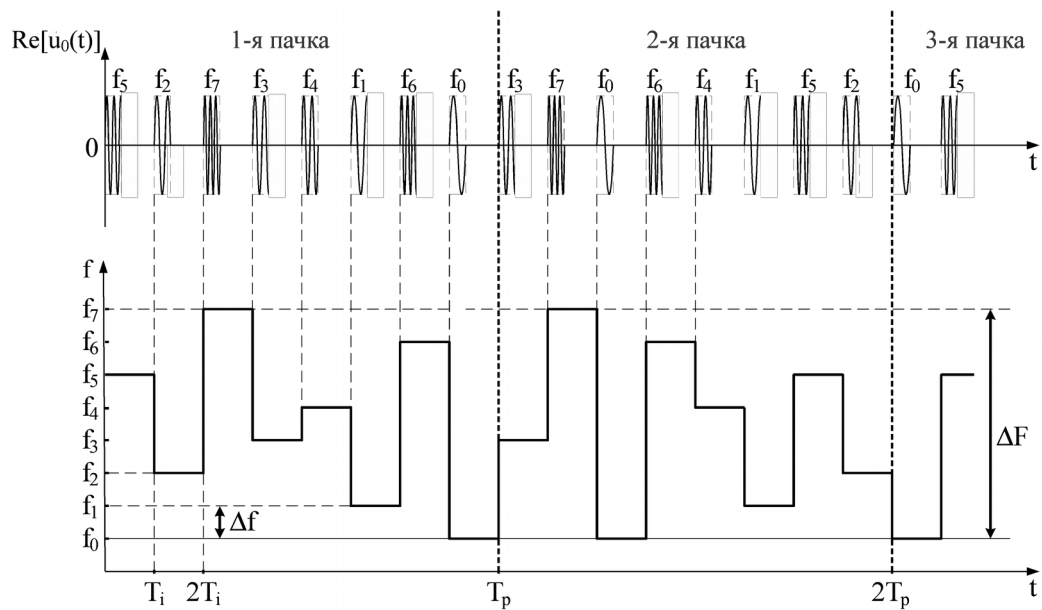 Re[u₀(t)] 1-я пачка 2-я пачка 3-я пачка
f₅ f₂ f₇ f₃ f₄ f₁ f₆ f₀ f₃ f₇ f₀ f₆ f₄ f₁ f₅ f₂ f₀ f₅
0
t
f
f₇
f₆
f₅
f₄
f₃ ΔF
f₂
f₁ Δf
f₀
Tᵢ 2Tᵢ Tₚ 2Tₚ t